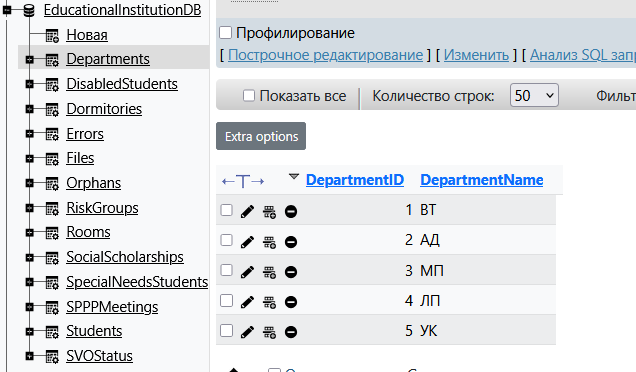 EducationalInstitutionDB
Новая
Departments
DisabledStudents
Dormitories
Errors
Files
Orphans
RiskGroups
Rooms
SocialScholarships
SpecialNeedsStudents
SPPPMeetings
Students
SVOStatus
Профилирование
[ Построчное редактирование ] [ Изменить ] [ Анализ SQL
Показать все Количество строк: 50
Extra options
←T→ DepartmentID DepartmentName
1 ВТ
2 АД
3 МП
4 ЛП
5 УК